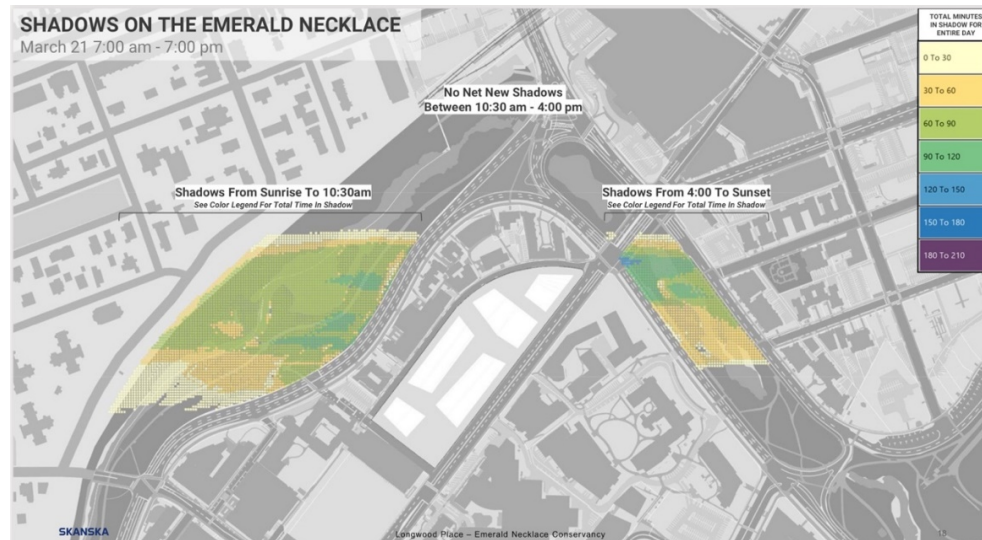 SHADOWS ON THE EMERALD NECKLACE
March 21 7:00 am - 7:00 pm
TOTAL MINUTES
IN SHADOW FOR
ENTIRE DAY
0 To 30
30 To 60
60 To 90
90 To 120
120 To 150
150 To 180
180 To 210
No Net New Shadows
Between 10:30 am - 4:00 pm
Shadows From Sunrise To 10:30am
See Color Legend For Total Time In Shadow
Shadows From 4:00 To Sunset
See Color Legend For Total Time In Shadow
SKANSKA
Longwood Place – Emerald Necklace Conservancy
15